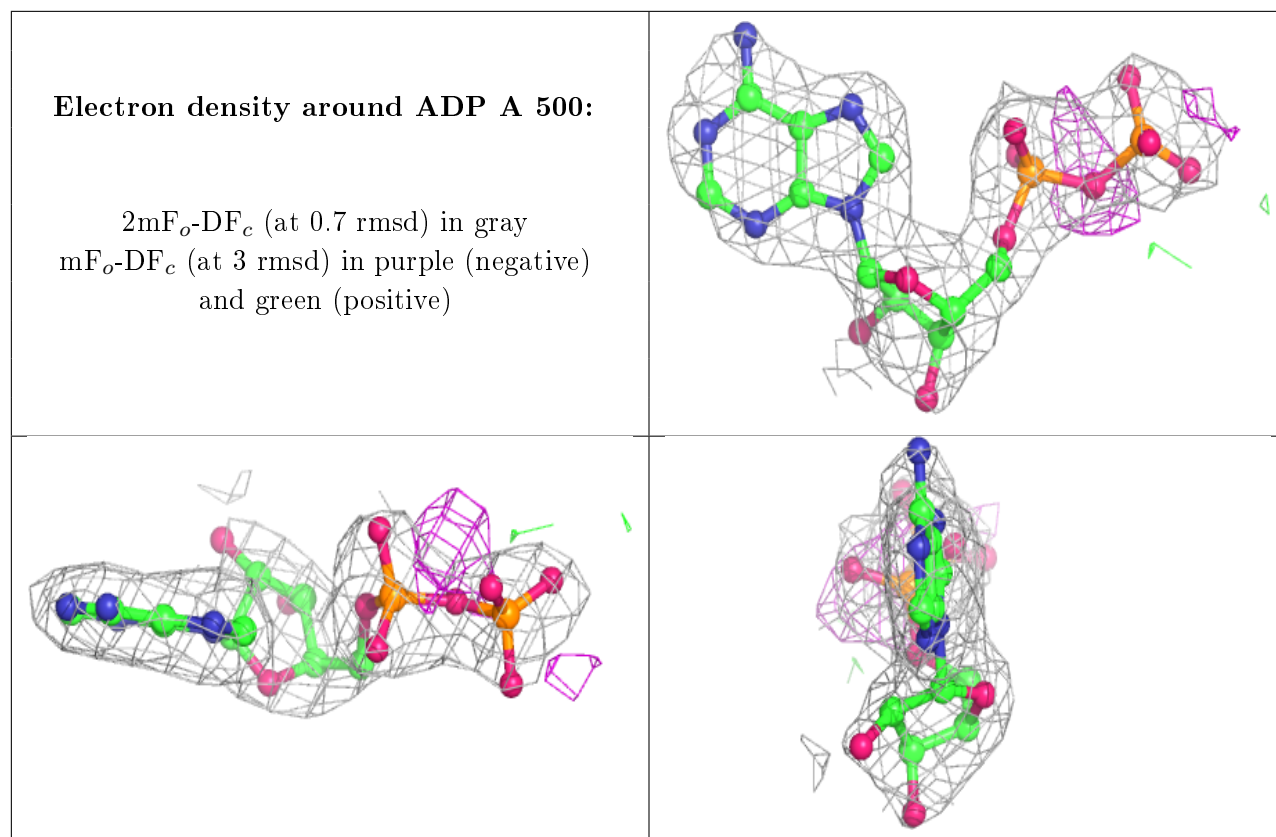 Electron density around ADP A 500:
2mFo-DFc (at 0.7 rmsd) in gray
mFo-DFc (at 3 rmsd) in purple (negative)
and green (positive)